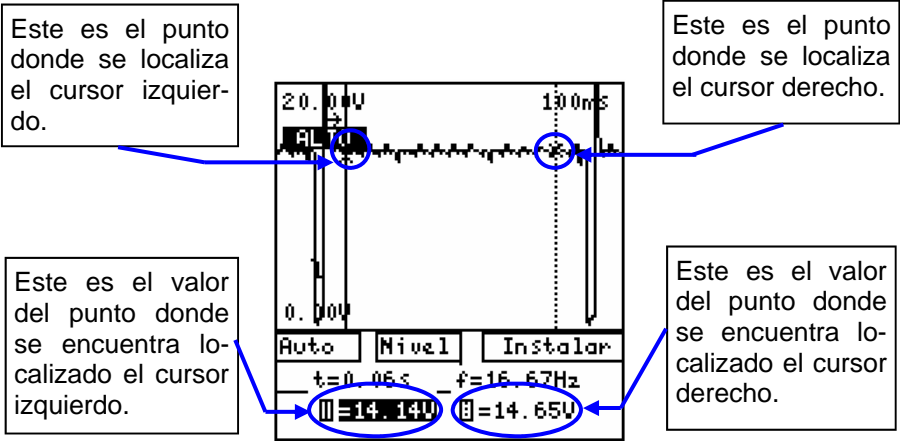 Este es el punto
donde se localiza
el cursor izquier-
do.
Este es el punto
donde se localiza
el cursor derecho.
20.00V 100ms
0.00V
Auto Nivel Instalar
t=0.06s f=16.67Hz
=14.14V =14.65V
Este es el valor
del punto donde
se encuentra lo-
calizado el cursor
izquierdo.
Este es el valor
del punto donde
se encuentra lo-
calizado el cursor
derecho.